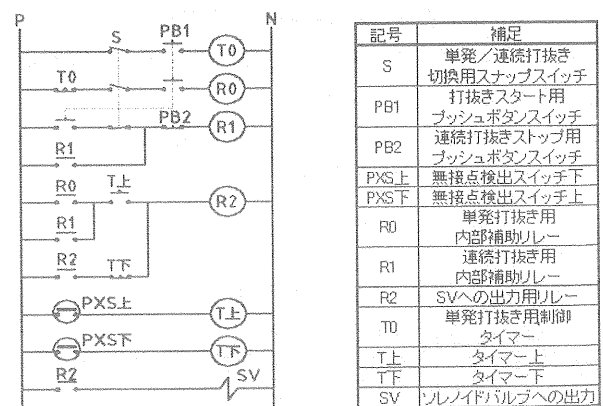 P N
S PB1 T0
T0 R0
PB2 R1
R1
R0 T上 R2
R1
R2 T下
PXS上 T上
PXS下 T下
R2 SV
記号 補足
S 単発／連続打抜き
切換用スナップスイッチ
PB1 打抜きスタート用
プッシュボタンスイッチ
PB2 連続打抜きストップ用
プッシュボタンスイッチ
PXS上 無接点検出スイッチ下
PXS下 無接点検出スイッチ上
R0 単発打抜き用
内部補助リレー
R1 連続打抜き用
内部補助リレー
R2 SVへの出力用リレー
T0 単発打抜き用制御
タイマー
T上 タイマー上
T下 タイマー下
SV ソレノイドバルブへの出力